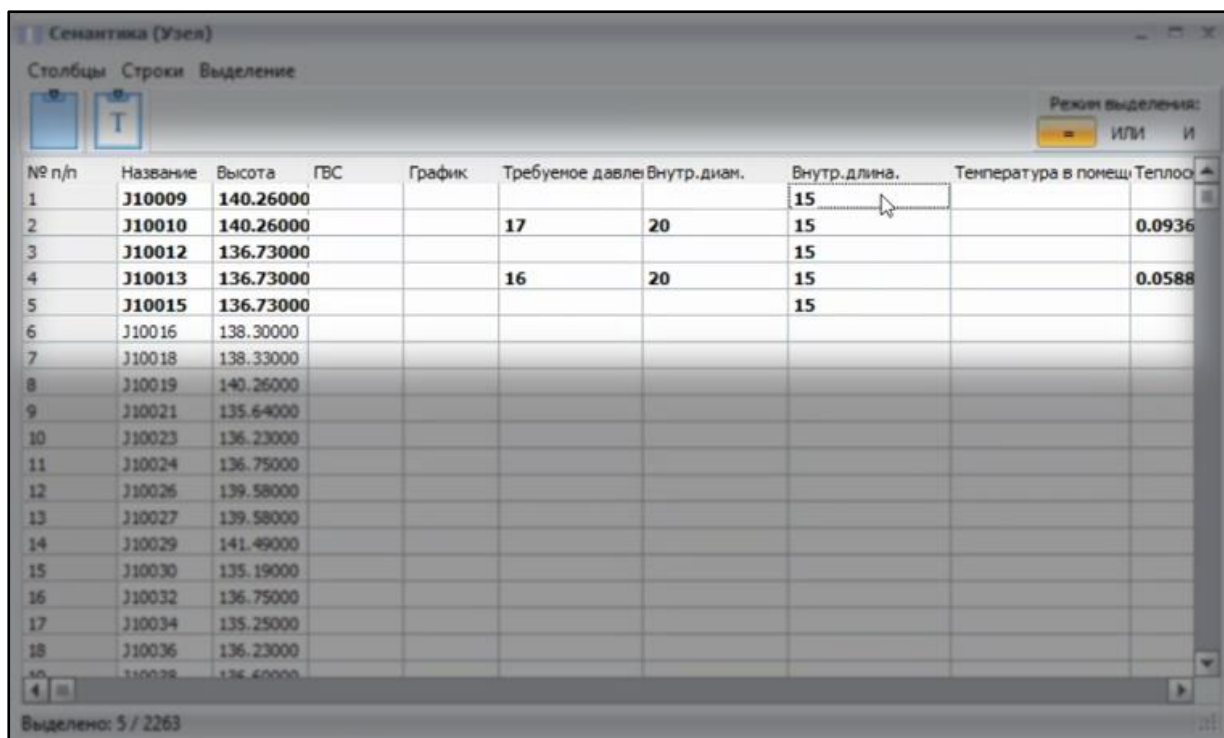 Семантика (Узел)
Столбцы Строки Выделение
T
Режим выделения:
= ИЛИ И
№ п/п Название Высота ГВС График Требуемое давле Внутр.диам. Внутр.длина. Температура в помещ Теплос
1 J10009 140.26000 15
2 J10010 140.26000 17 20 15 0.0936
3 J10012 136.73000 15
4 J10013 136.73000 16 20 15 0.0588
5 J10015 136.73000 15
6 J10016 138.30000
7 J10018 138.33000
8 J10019 140.26000
9 J10021 135.64000
10 J10023 136.23000
11 J10024 136.75000
12 J10026 139.58000
13 J10027 139.58000
14 J10029 141.49000
15 J10030 135.19000
16 J10032 136.75000
17 J10034 135.25000
18 J10036 136.23000
Выделено: 5 / 2263